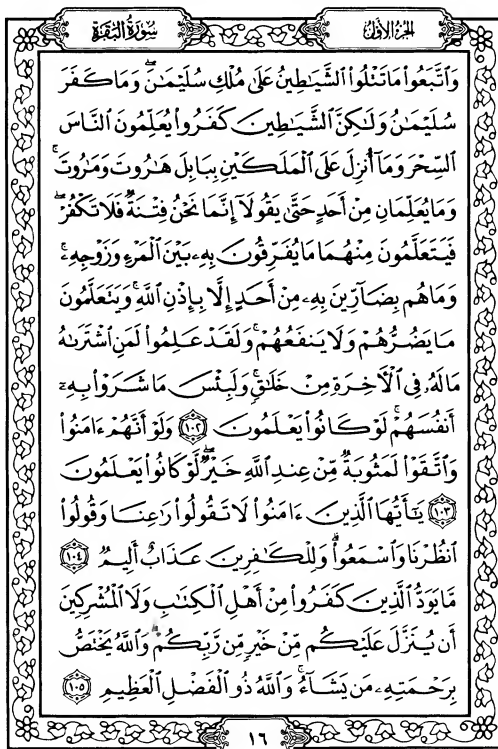 الجزء الأول
سورة البقرة
وَٱتَّبَعُوا۟ مَا تَتْلُوا۟ ٱلشَّيَٰطِينُ عَلَىٰ مُلْكِ سُلَيْمَٰنَ ۖ وَمَا كَفَرَ
سُلَيْمَٰنُ وَلَٰكِنَّ ٱلشَّيَٰطِينَ كَفَرُوا۟ يُعَلِّمُونَ ٱلنَّاسَ
ٱلسِّحْرَ وَمَآ أُنزِلَ عَلَى ٱلْمَلَكَيْنِ بِبَابِلَ هَٰرُوتَ وَمَٰرُوتَ ۚ
وَمَا يُعَلِّمَانِ مِنْ أَحَدٍ حَتَّىٰ يَقُولَآ إِنَّمَا نَحْنُ فِتْنَةٌ فَلَا تَكْفُرْ ۖ
فَيَتَعَلَّمُونَ مِنْهُمَا مَا يُفَرِّقُونَ بِهِۦ بَيْنَ ٱلْمَرْءِ وَزَوْجِهِۦ ۚ
وَمَا هُم بِضَآرِّينَ بِهِۦ مِنْ أَحَدٍ إِلَّا بِإِذْنِ ٱللَّهِ ۚ وَيَتَعَلَّمُونَ
مَا يَضُرُّهُمْ وَلَا يَنفَعُهُمْ ۚ وَلَقَدْ عَلِمُوا۟ لَمَنِ ٱشْتَرَىٰهُ
مَا لَهُۥ فِى ٱلْءَاخِرَةِ مِنْ خَلَٰقٍ ۚ وَلَبِئْسَ مَا شَرَوْا۟ بِهِۦٓ
أَنفُسَهُمْ ۚ لَوْ كَانُوا۟ يَعْلَمُونَ ١٠٢ وَلَوْ أَنَّهُمْ ءَامَنُوا۟
وَٱتَّقَوْا۟ لَمَثُوبَةٌ مِّنْ عِندِ ٱللَّهِ خَيْرٌ ۖ لَّوْ كَانُوا۟ يَعْلَمُونَ
١٠٣ يَٰٓأَيُّهَا ٱلَّذِينَ ءَامَنُوا۟ لَا تَقُولُوا۟ رَٰعِنَا وَقُولُوا۟
ٱنظُرْنَا وَٱسْمَعُوا۟ ۗ وَلِلْكَٰفِرِينَ عَذَابٌ أَلِيمٌ ١٠٤
مَّا يَوَدُّ ٱلَّذِينَ كَفَرُوا۟ مِنْ أَهْلِ ٱلْكِتَٰبِ وَلَا ٱلْمُشْرِكِينَ
أَن يُنَزَّلَ عَلَيْكُم مِّنْ خَيْرٍ مِّن رَّبِّكُمْ ۗ وَٱللَّهُ يَخْتَصُّ
بِرَحْمَتِهِۦ مَن يَشَآءُ ۚ وَٱللَّهُ ذُو ٱلْفَضْلِ ٱلْعَظِيمِ ١٠٥
١٦